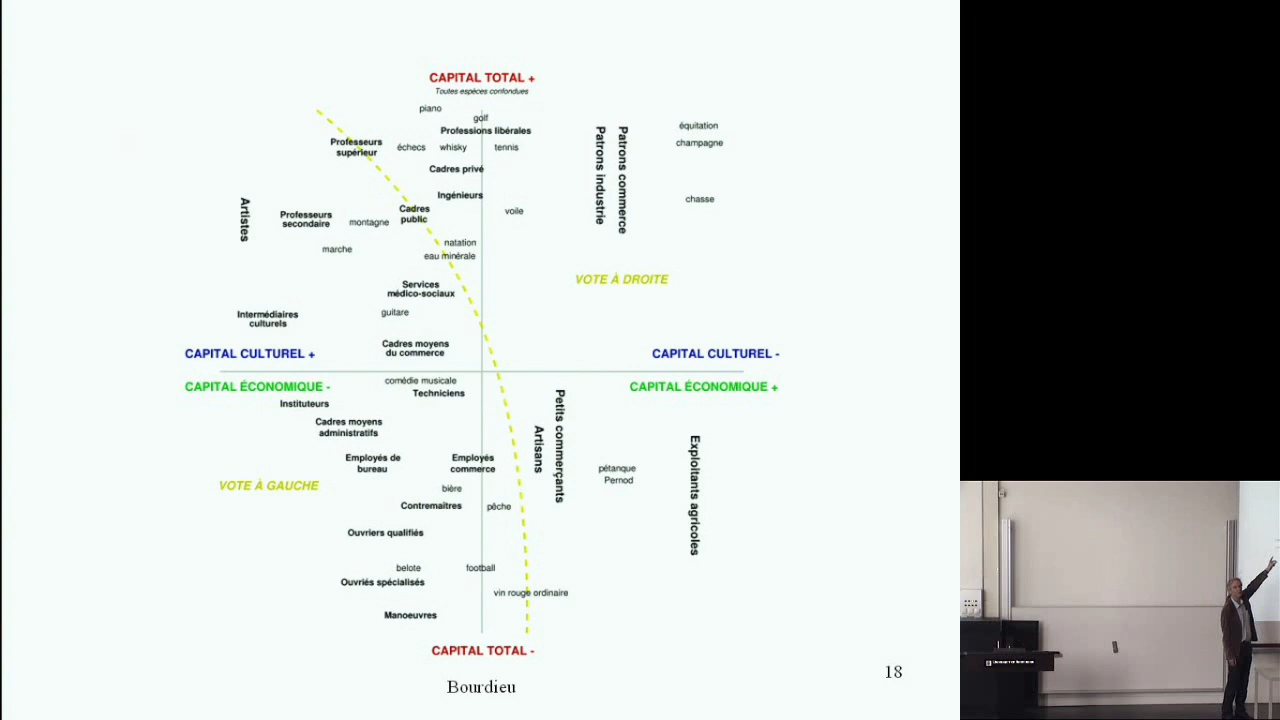 CAPITAL TOTAL +
Toutes espèces confondues
piano
golf
Professions libérales
Professeurs
supérieur
échecs
whisky
tennis
Cadres privé
Ingénieurs
Patrons industrie
Patrons commerce
équitation
champagne
chasse
Artistes
Professeurs
secondaire
montagne
Cadres
public
voile
marche
natation
eau minérale
VOTE À DROITE
Services
médico-sociaux
guitare
Intermédiaires
culturels
Cadres moyens
du commerce
CAPITAL CULTUREL +
CAPITAL CULTUREL -
CAPITAL ÉCONOMIQUE -
CAPITAL ÉCONOMIQUE +
comédie musicale
Techniciens
Instituteurs
Cadres moyens
administratifs
Employés de
bureau
Employés
commerce
Artisans
Petits commerçants
pétanque
Pernod
Exploitants agricoles
VOTE À GAUCHE
bière
Contremaîtres
pêche
Ouvriers qualifiés
belote
football
Ouvriés spécialisés
vin rouge ordinaire
Manoeuvres
CAPITAL TOTAL -
Bourdieu
18